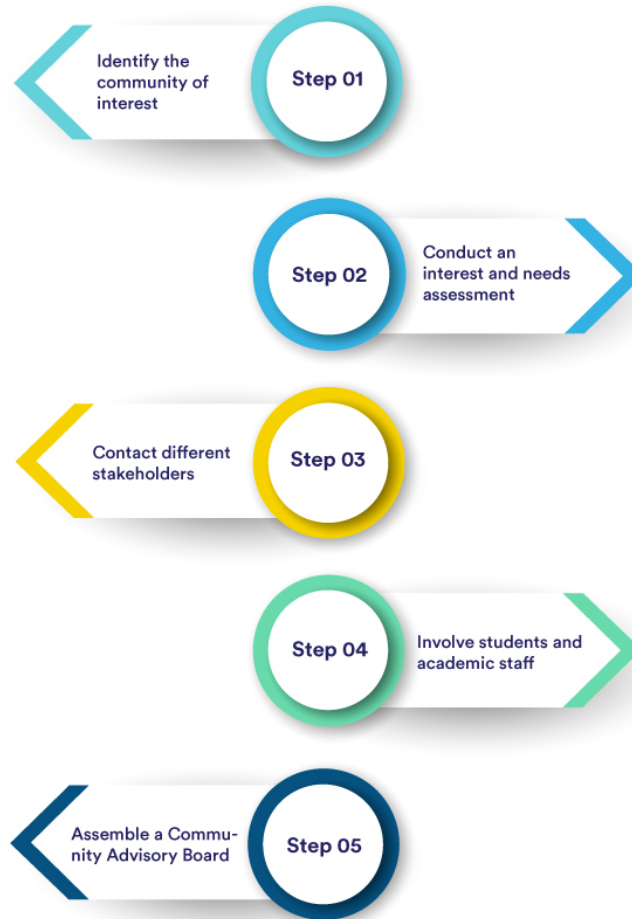 Identify the
community of
interest
Step 01
Step 02
Conduct an
interest and needs
assessment
Contact different
stakeholders
Step 03
Step 04
Involve students and
academic staff
Assemble a Commu-
nity Advisory Board
Step 05